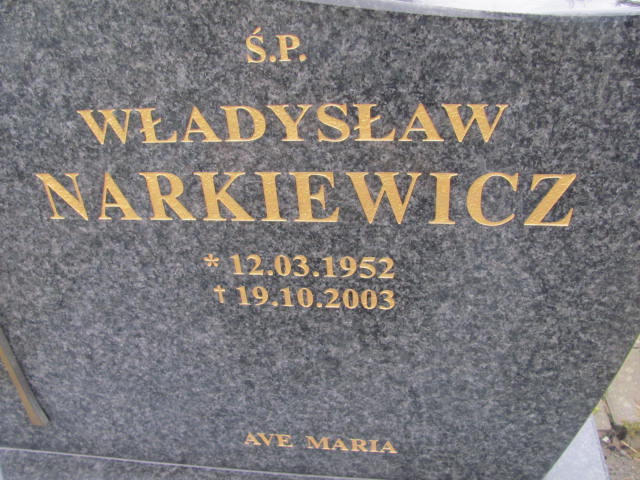 Ś.P.
WŁADYSŁAW
NARKIEWICZ
* 12.03.1952
† 19.10.2003
AVE MARIA